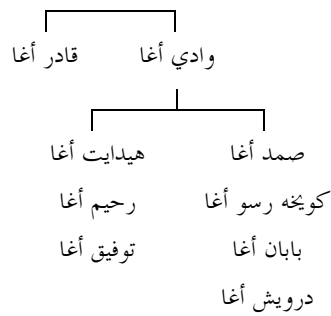 وادي أغا قادر أغا
صمد أغا هيدايت أغا
كويخه رسو أغا رحيم أغا
بابان أغا توفيق أغا
درويش أغا